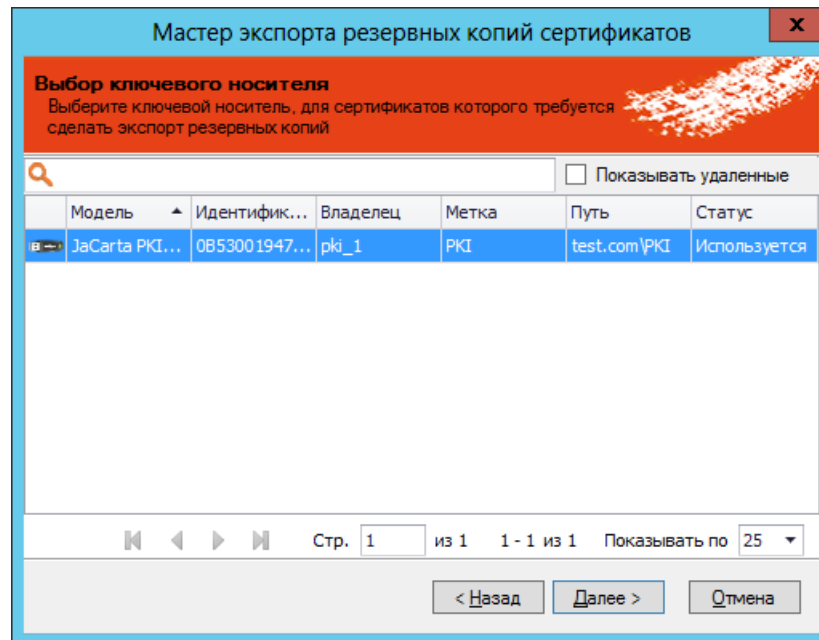 Мастер экспорта резервных копий сертификатов
x
Выбор ключевого носителя
Выберите ключевой носитель, для сертификатов которого требуется
сделать экспорт резервных копий
Показывать удаленные
Модель Идентифик... Владелец Метка Путь Статус
JaCarta PKI... 0B53001947... pki_1 PKI test.com\PKI Используется
Стр. 1 из 1 1 - 1 из 1 Показывать по 25
< Назад Далее > Отмена